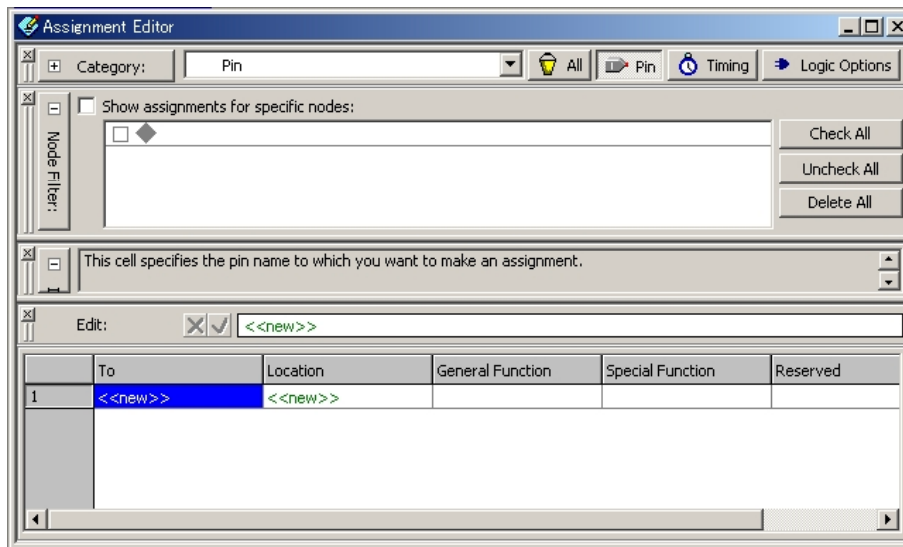 Assignment Editor
Category: Pin All Pin Timing Logic Options
Node Filter:
Show assignments for specific nodes:
Check All
Uncheck All
Delete All
This cell specifies the pin name to which you want to make an assignment.
Edit: <<new>>
To Location General Function Special Function Reserved
1 <<new>> <<new>>